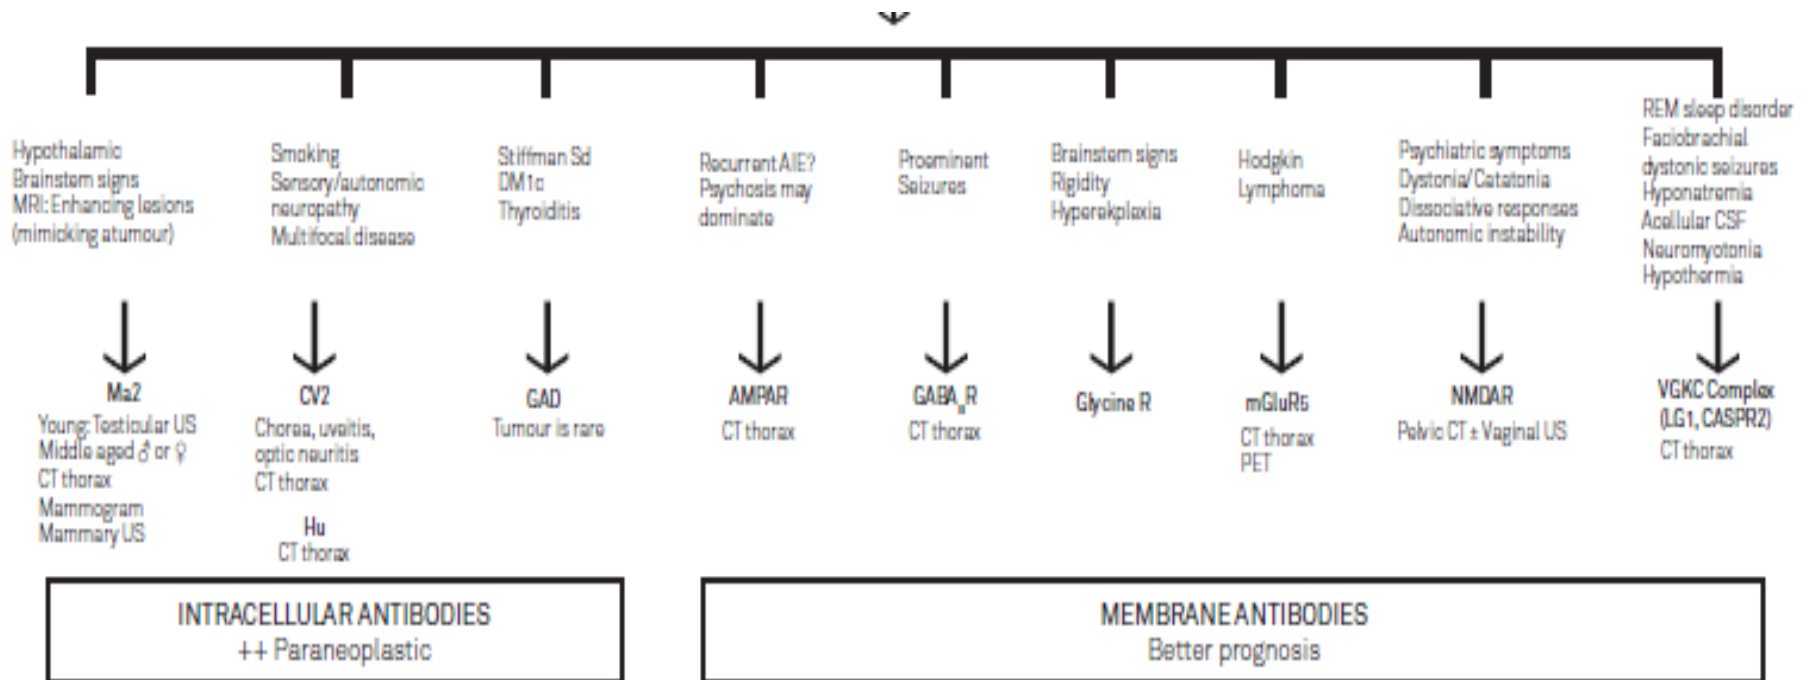 Hypothalamic
Brainstem signs
MRI: Enhancing lesions
(mimicking atumour)
Smoking
Sensory/autonomic
neuropathy
Multifocal disease
Stiffman Sd
DM1c
Thyroiditis
Recurrent AIE?
Psychosis may
dominate
Proeminent
Seizures
Brainstem signs
Rigidity
Hyperekplexia
Hodgkin
Lymphoma
Psychiatric symptoms
Dystonia/Catatonia
Dissociative responses
Autonomic instability
REM sleep disorder
Faciobrachial
dystonic seizures
Hyponatremia
Acellular CSF
Neuromyotonia
Hypothermia
Ma2
Young: Testicular US
Middle aged ♂ or ♀
CT thorax
Mammogram
Mammary US
CV2
Chorea, uveitis,
optic neuritis
CT thorax
Hu
CT thorax
GAD
Tumour is rare
AMPAR
CT thorax
GABA R
CT thorax
Glycine R
mGluR5
CT thorax
PET
NMDAR
Pelvic CT ± Vaginal US
VGKC Complex
(LG1, CASPR2)
CT thorax
INTRACELLULAR ANTIBODIES
++ Paraneoplastic
MEMBRANE ANTIBODIES
Better prognosis